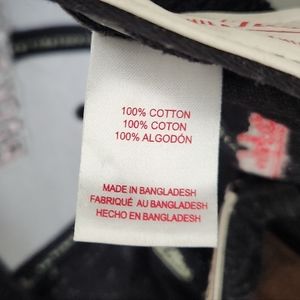 100% COTTON
100% COTON
100% ALGODÓN
MADE IN BANGLADESH
FABRIQUÉ AU BANGLADESH
HECHO EN BANGLADESH